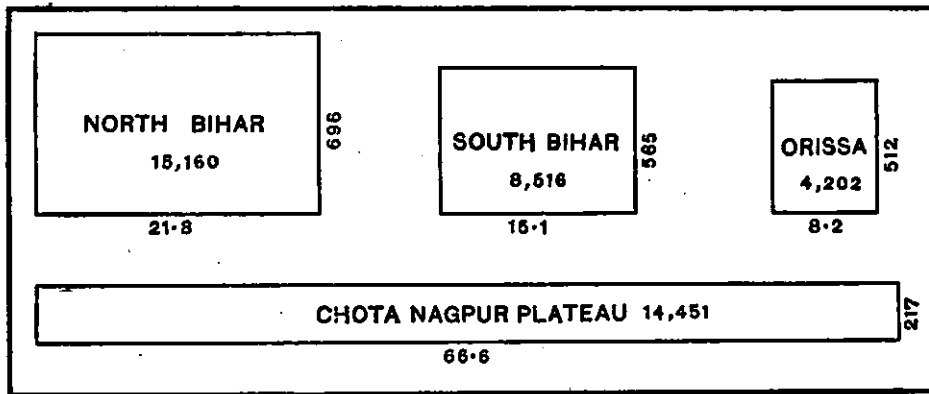 NORTH BIHAR
15,160
696
21·8
SOUTH BIHAR
8,516
565
15·1
ORISSA
4,202
512
8·2
CHOTA NAGPUR PLATEAU 14,451
217
66·6